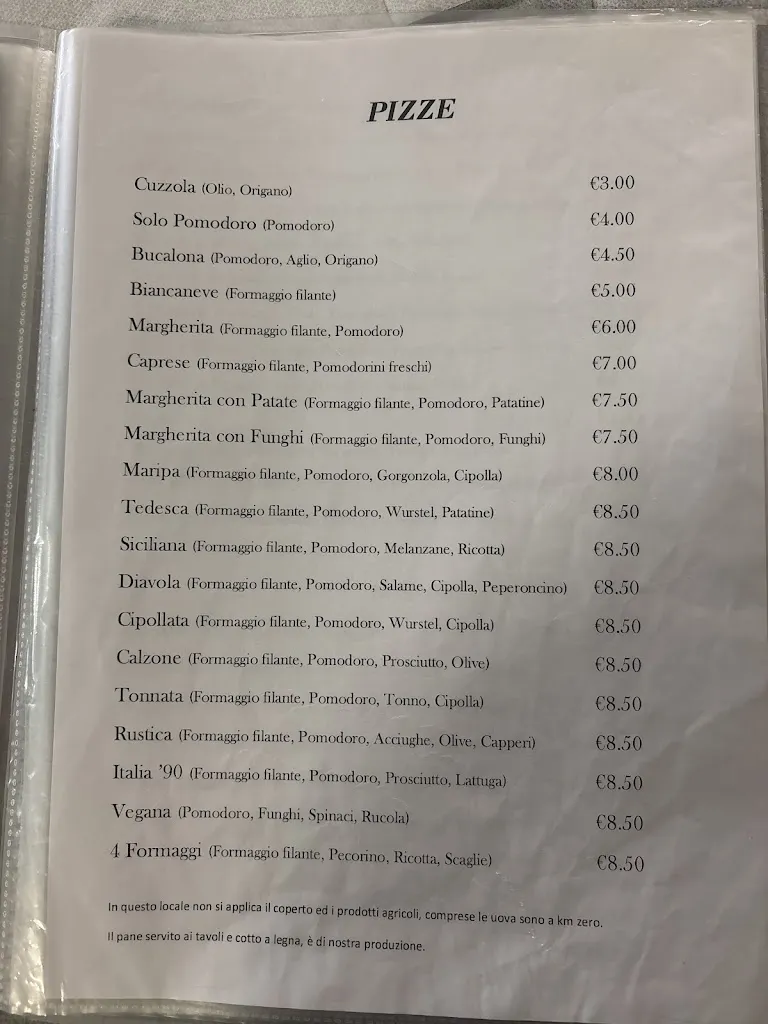 PIZZE
Cuzzola (Olio, Origano) €3.00
Solo Pomodoro (Pomodoro) €4.00
Bucalona (Pomodoro, Aglio, Origano) €4.50
Biancaneve (Formaggio filante) €5.00
Margherita (Formaggio filante, Pomodoro) €6.00
Caprese (Formaggio filante, Pomodorini freschi) €7.00
Margherita con Patate (Formaggio filante, Pomodoro, Patatine) €7.50
Margherita con Funghi (Formaggio filante, Pomodoro, Funghi) €7.50
Maripa (Formaggio filante, Pomodoro, Gorgonzola, Cipolla) €8.00
Tedesca (Formaggio filante, Pomodoro, Wurstel, Patatine) €8.50
Siciliana (Formaggio filante, Pomodoro, Melanzane, Ricotta) €8.50
Diavola (Formaggio filante, Pomodoro, Salame, Cipolla, Peperoncino) €8.50
Cipollata (Formaggio filante, Pomodoro, Wurstel, Cipolla) €8.50
Calzone (Formaggio filante, Pomodoro, Prosciutto, Olive) €8.50
Tonnata (Formaggio filante, Pomodoro, Tonno, Cipolla) €8.50
Rustica (Formaggio filante, Pomodoro, Acciughe, Olive, Capperi) €8.50
Italia '90 (Formaggio filante, Pomodoro, Prosciutto, Lattuga) €8.50
Vegana (Pomodoro, Funghi, Spinaci, Rucola) €8.50
4 Formaggi (Formaggio filante, Pecorino, Ricotta, Scaglie) €8.50
In questo locale non si applica il coperto ed i prodotti agricoli, comprese le uova sono a km zero.
Il pane servito ai tavoli e cotto a legna, è di nostra produzione.